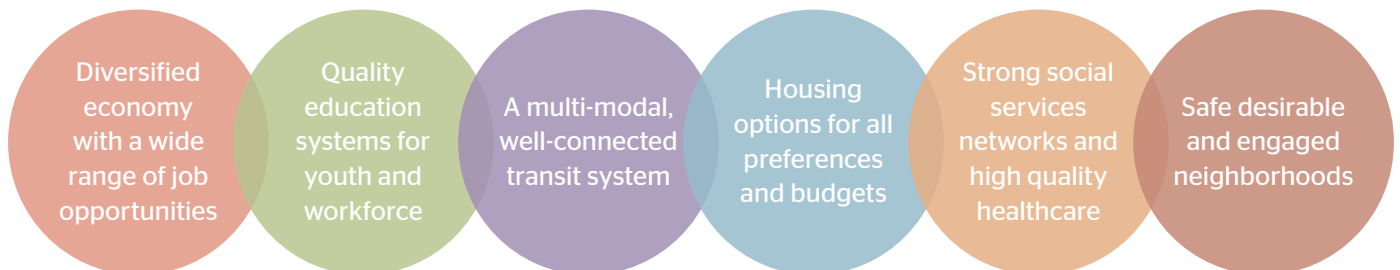 Diversified
economy
with a wide
range of job
opportunities
Quality
education
systems for
youth and
workforce
A multi-modal,
well-connected
transit system
Housing
options for all
preferences
and budgets
Strong social
services
networks and
high quality
healthcare
Safe desirable
and engaged
neighborhoods